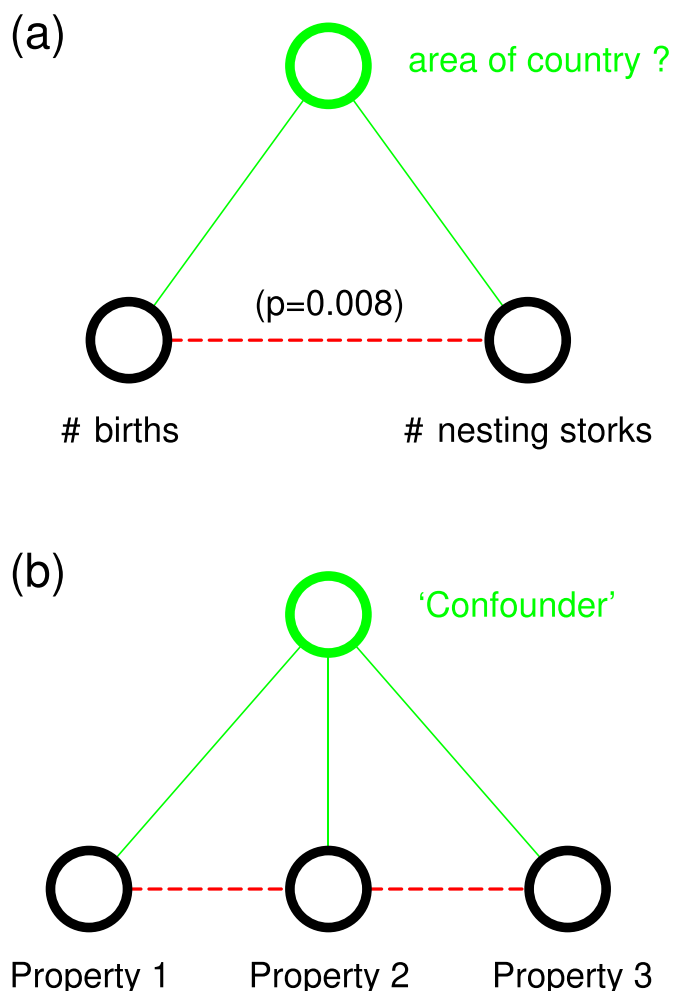 (a)
area of country ?
(p=0.008)
# births
# nesting storks
(b)
‘Confounder’
Property 1
Property 2
Property 3